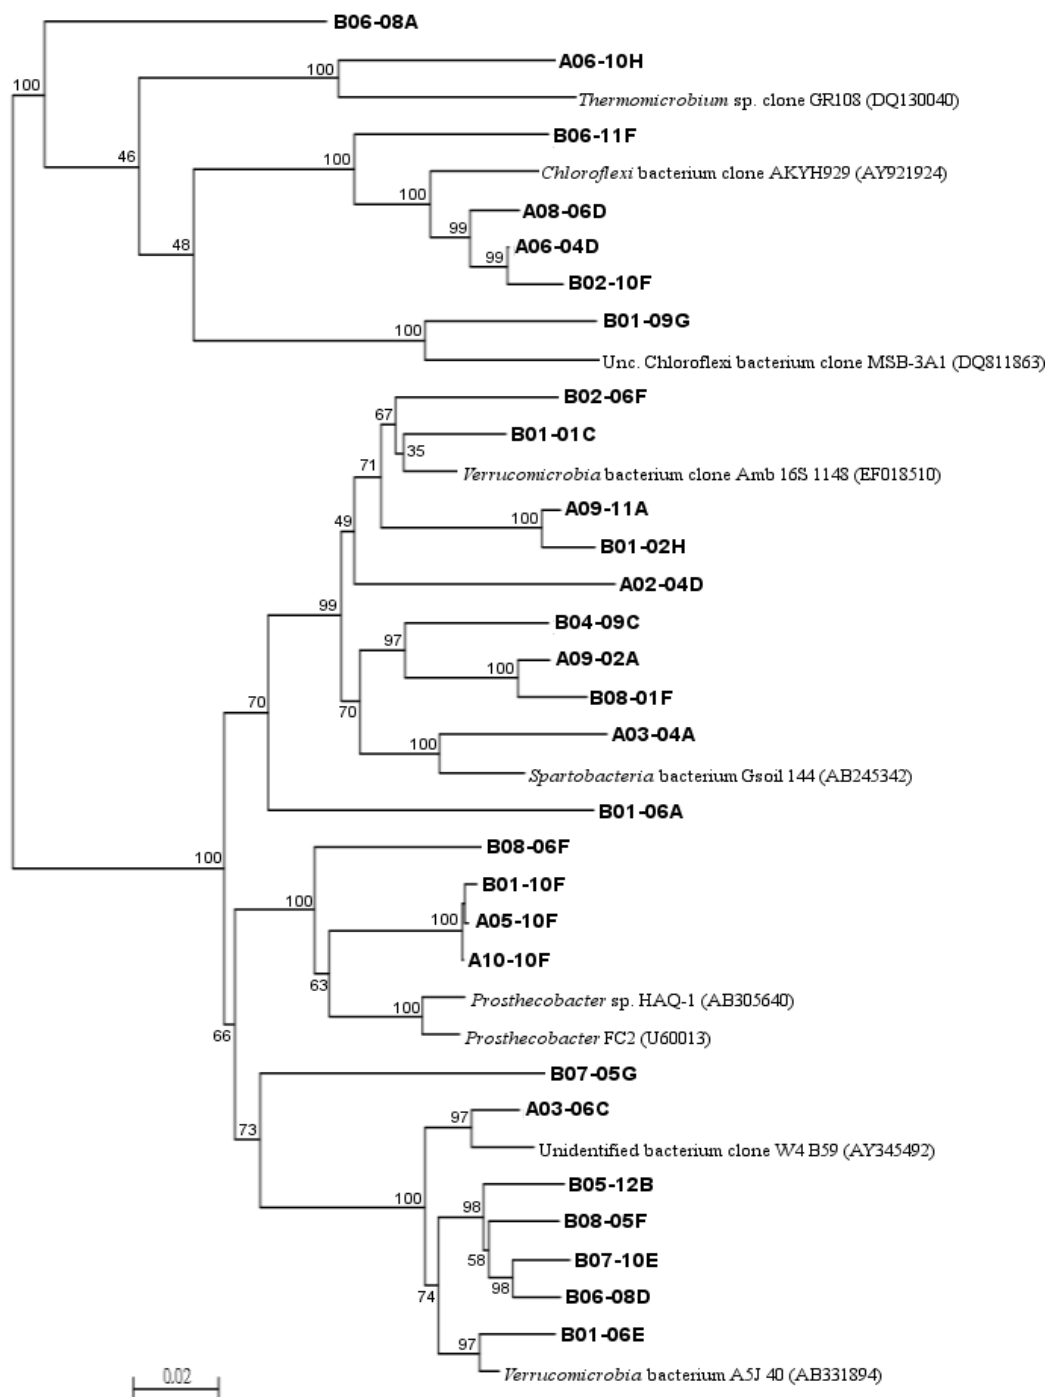 B06-08A
A06-10H
100
100
Thermomicrobium sp. clone GR108 (DQ130040)
B06-11F
46
100
Chloroflexi bacterium clone AKYH929 (AY921924)
100
A08-06D
99
48
A06-04D
99
B02-10F
B01-09G
100
Unc. Chloroflexi bacterium clone MSB-3A1 (DQ811863)
B02-06F
67
B01-01C
35
71
Verrucomicrobia bacterium clone Amb 16S 1148 (EF018510)
A09-11A
100
49
B01-02H
A02-04D
99
B04-09C
97
A09-02A
100
B08-01F
70
70
A03-04A
100
Spartobacteria bacterium Gsoil 144 (AB245342)
B01-06A
B08-06F
100
B01-10F
100
100
A05-10F
A10-10F
63
Prosthecobacter sp. HAQ-1 (AB305640)
100
66
Prosthecobacter FC2 (U60013)
B07-05G
A03-06C
97
73
Unidentified bacterium clone W4 B59 (AY345492)
B05-12B
100
98
B08-05F
58
B07-10E
98
74
B06-08D
B01-06E
97
Verrucomicrobia bacterium A5J 40 (AB331894)
0.02